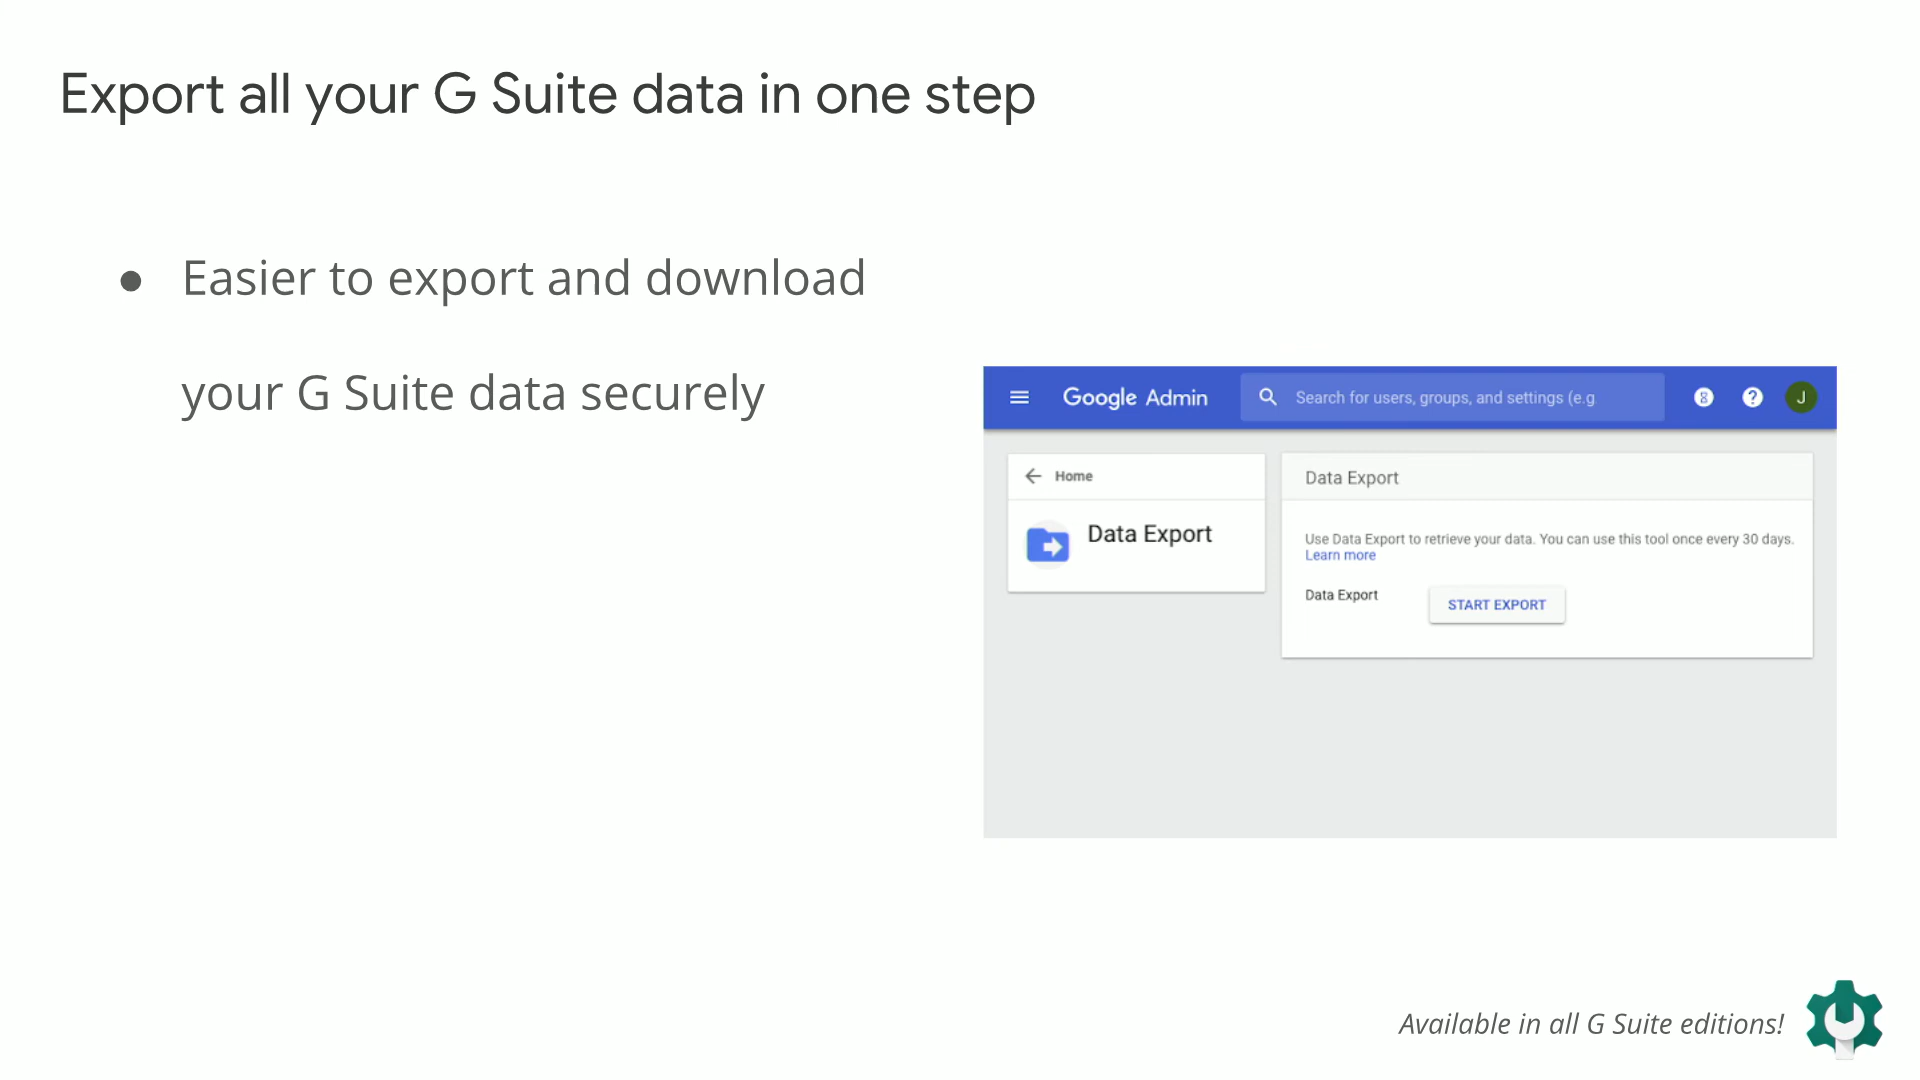 Export all your G Suite data in one step
● Easier to export and download
your G Suite data securely
Google Admin
Search for users, groups, and settings (e.g
J
Home
Data Export
Data Export
Use Data Export to retrieve your data. You can use this tool once every 30 days.
Learn more
Data Export
START EXPORT
Available in all G Suite editions!